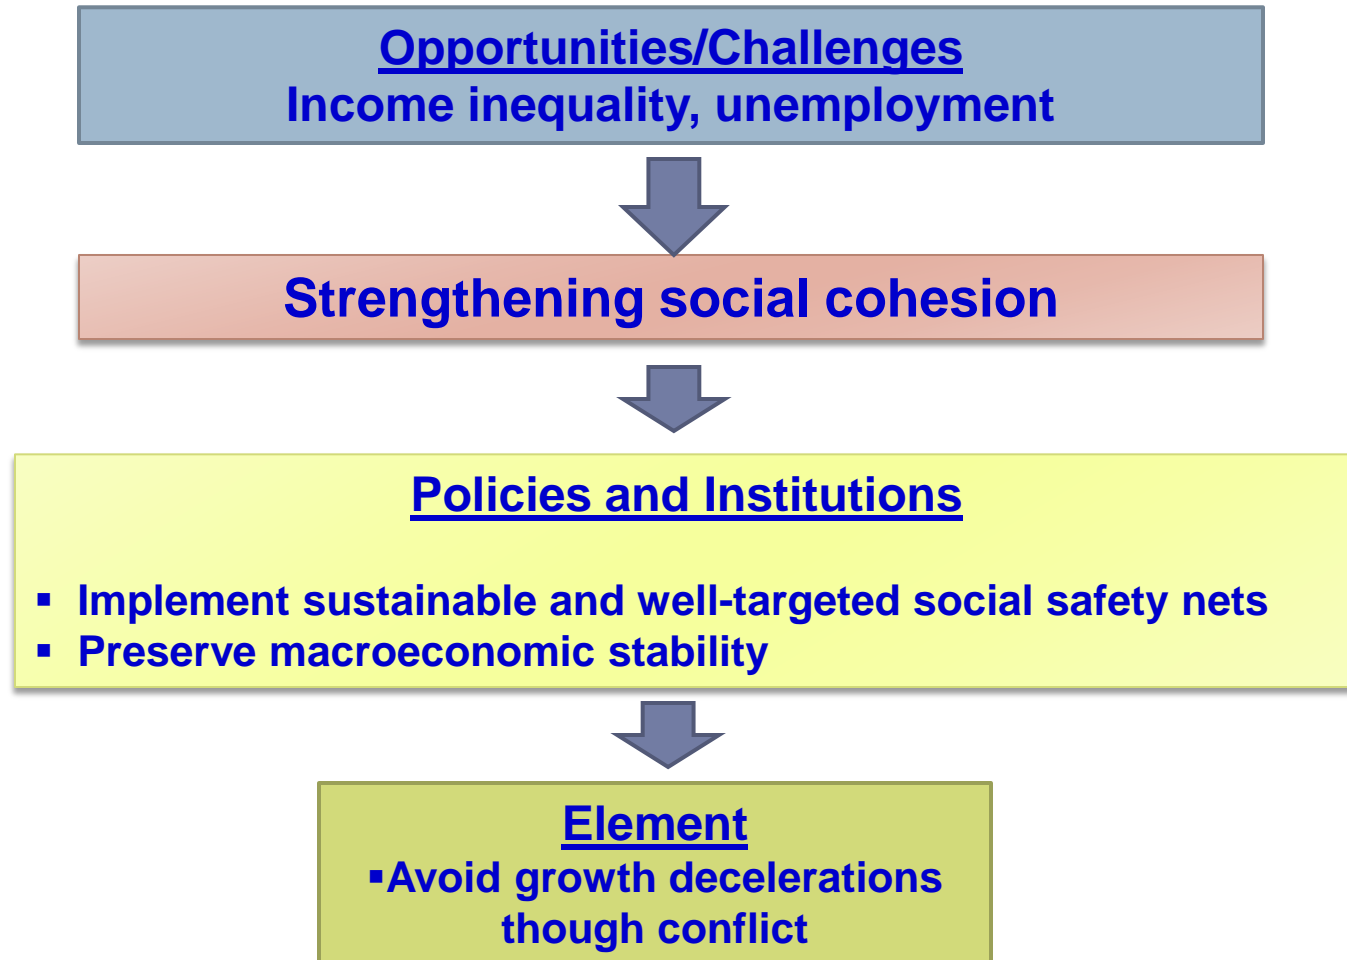 Opportunities/Challenges
Income inequality, unemployment
Strengthening social cohesion
Policies and Institutions
▪ Implement sustainable and well-targeted social safety nets
▪ Preserve macroeconomic stability
Element
▪Avoid growth decelerations
though conflict